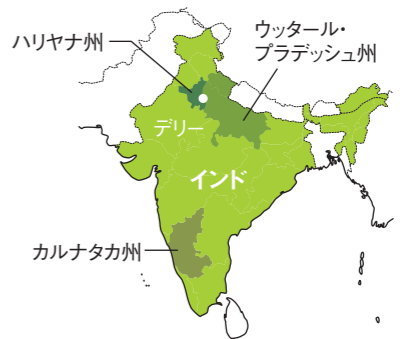 ハリヤナ州
ウッタール・
プラデッシュ州
デリー
インド
カルナタカ州